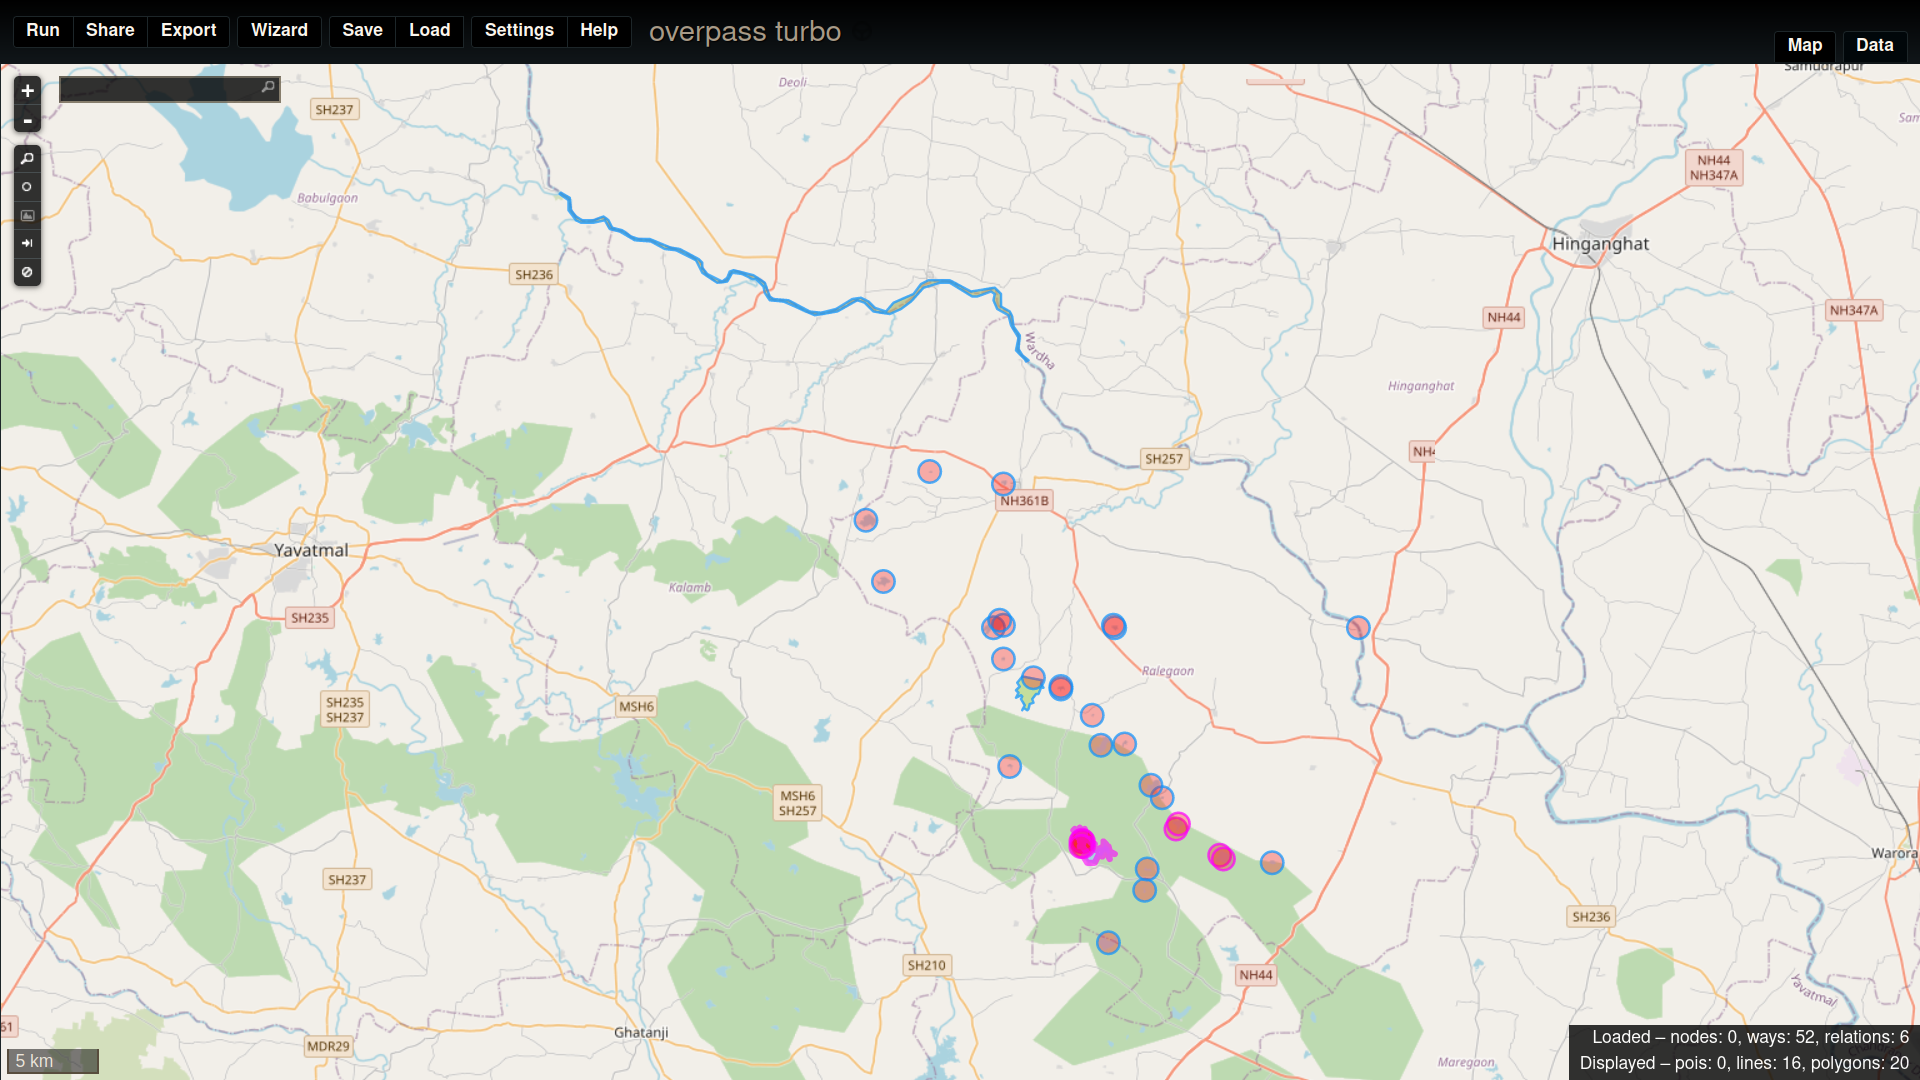 Run Share Export Wizard Save Load Settings Help overpass turbo
Map Data
Samudrapur
Deoli
SH237
NH44
NH347A
Babulgaon
Hinganghat
SH236
NH44
NH347A
Wardha
Hinganghat
NH4
SH257
NH361B
Yavatmal
Kalamb
SH235
Ralegaon
SH235
SH237
MSH6
MSH6
SH257
Warora
SH237
SH236
SH210
NH44
Yavatmal
61
Ghatanji
MDR29
Maregaon
5 km
Loaded – nodes: 0, ways: 52, relations: 6
Displayed – pois: 0, lines: 16, polygons: 20